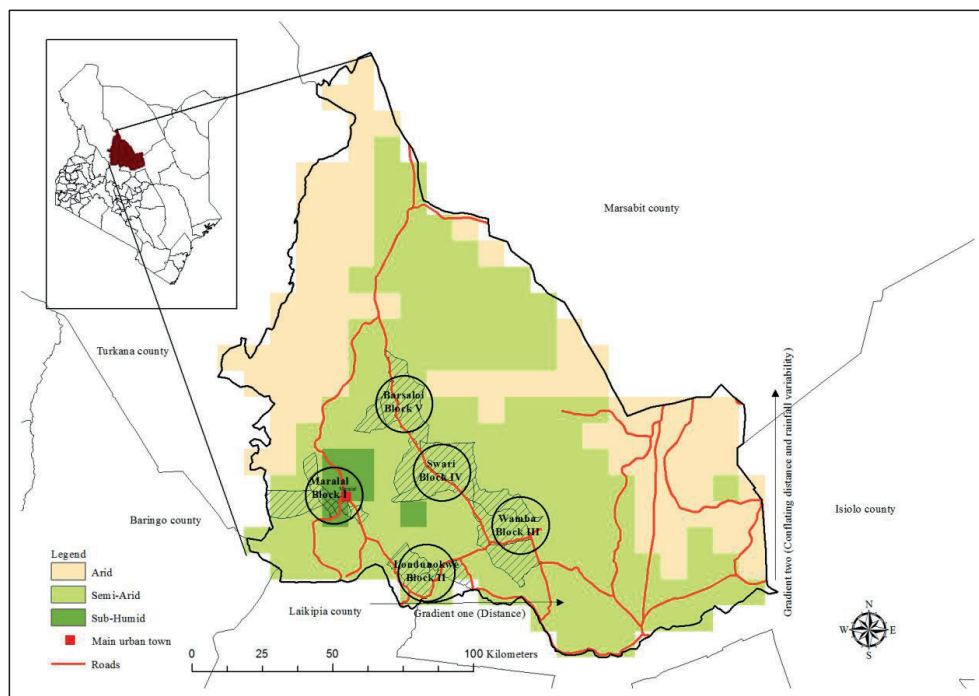 Marsabit county
Turkana county
Barsaloi
Block V
Swari
Block IV
Maralal
Block I
Wamba
Block III
Baringo county
Isiolo county
Londunokwe
Block II
Laikipia county
Gradient one (Distance)
Gradient two (Conflating distance and rainfall variability)
Legend
Arid
Semi-Arid
Sub-Humid
Main urban town
Roads
0 25 50 100 Kilometers
N
W E
S